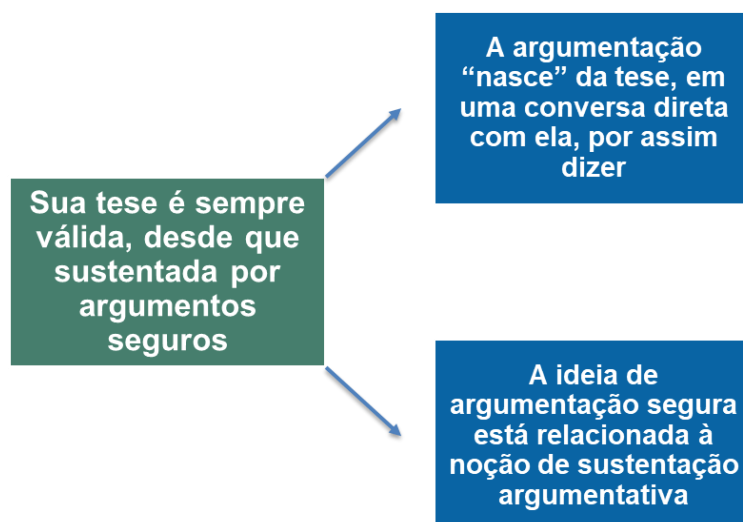 Sua tese é sempre
válida, desde que
sustentada por
argumentos
seguros
A argumentação
“nasce” da tese, em
uma conversa direta
com ela, por assim
dizer
A ideia de
argumentação segura
está relacionada à
noção de sustentação
argumentativa